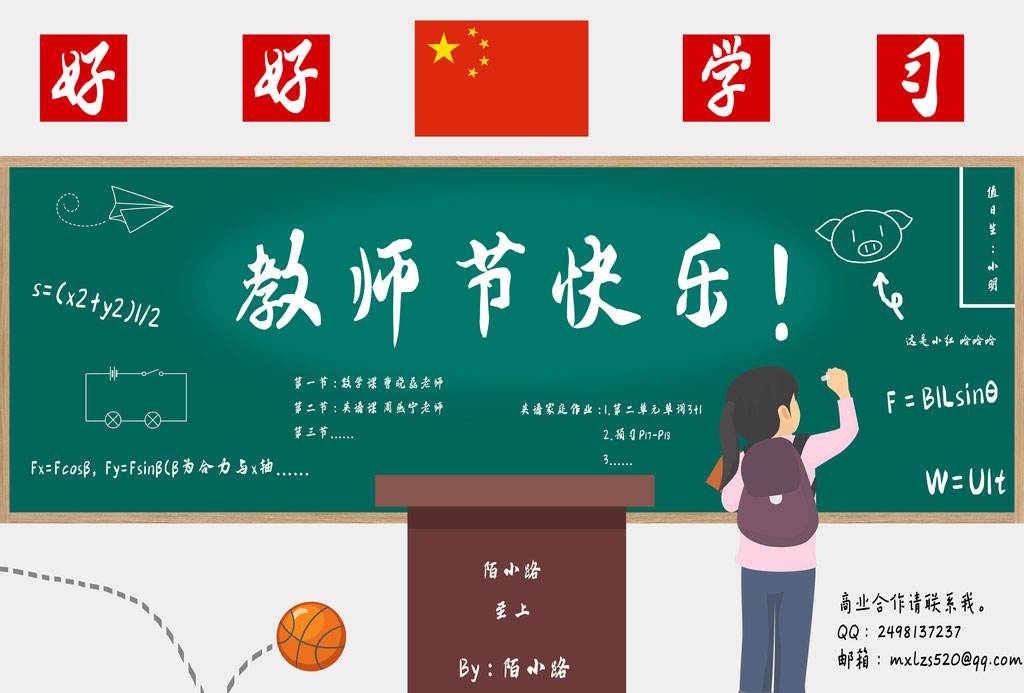 好 好 学 习
教师节快乐!
值日生:小明
s=(x2+y2)1/2
这是小红 哈哈哈
第一节:数学课 曹晓磊老师
第二节:英语课 周燕宁老师
第三节......
英语家庭作业:1.第二单元单词3+1
2.预习P17-P18
3......
F=BILsinθ
Fx=Fcosβ, Fy=Fsinβ(β为合力与x轴......
W=UIt
陌小路
至上
By:陌小路
商业合作请联系我。
QQ:2498137237
邮箱:mxlzs520@qq.com